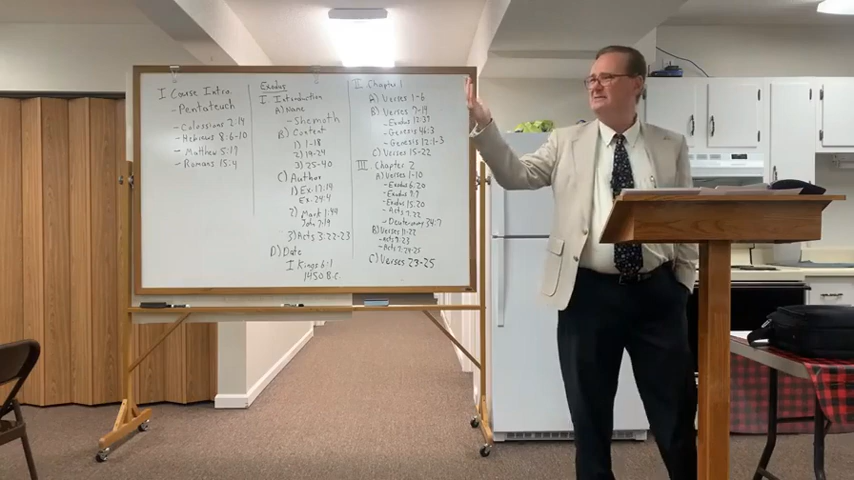 I Course Intro.
- Pentateuch
- Colossians 2:14
- Hebrews 8:6-10
- Matthew 5:17
- Romans 15:4
Exodus
I Introduction
A) Name
- Shemoth
B) Content
1) 1-18
2) 19-24
3) 25-40
C) Author
1) Ex. 17:14
Ex. 24:4
2) Mark 1:44
John 7:19
3) Acts 3:22-23
D) Date
I Kings 6:1
1450 B.C.
II Chapter 1
A) Verses 1-6
B) Verses 7-14
- Exodus 12:37
- Genesis 46:3
- Genesis 12:1-3
C) Verses 15-22
III Chapter 2
A) Verses 1-10
- Exodus 6:20
- Exodus 7:7
- Exodus 15:20
- Acts 7:22
- Deuteronomy 34:7
B) Verses 11-22
- Acts 7:23
- Acts 7:24-25
C) Verses 23-25